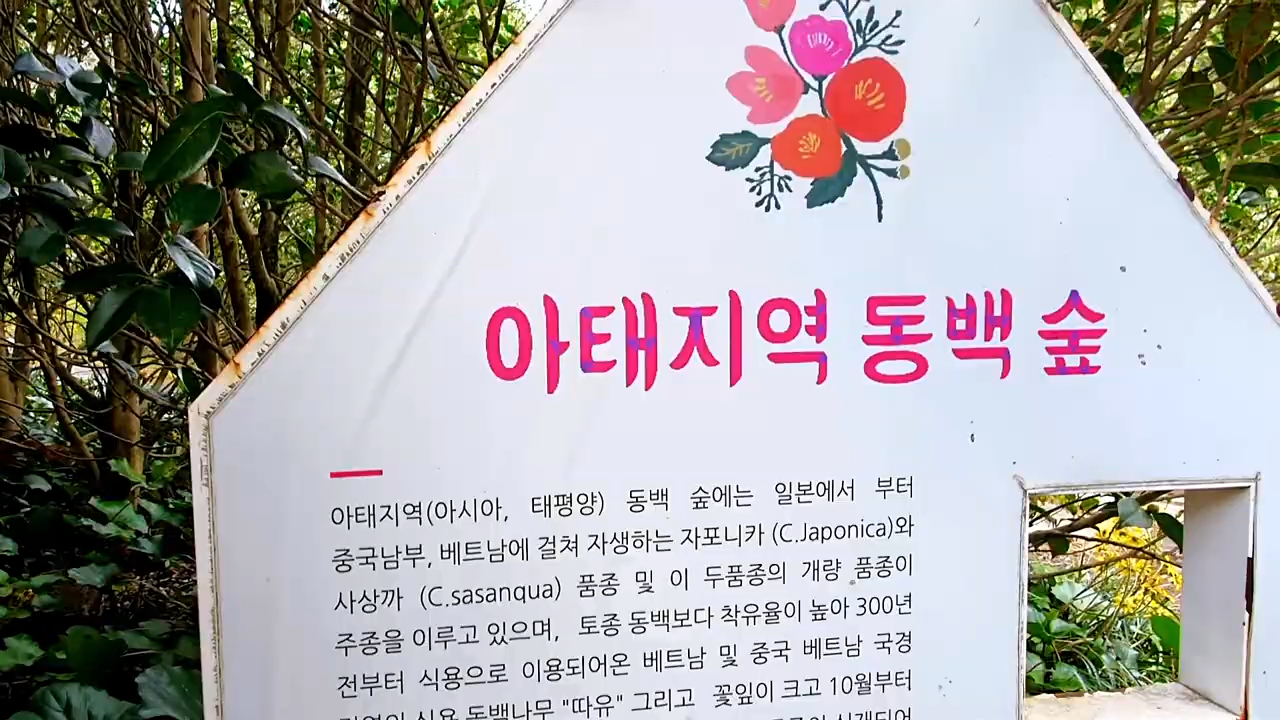 아태지역 동백 숲
아태지역(아시아, 태평양) 동백 숲에는 일본에서 부터
중국남부, 베트남에 걸쳐 자생하는 자포니카 (C.Japonica)와
사상까 (C.sasanqua) 품종 및 이 두품종의 개량 품종이
주종을 이루고 있으며, 토종 동백보다 착유율이 높아 300년
전부터 식용으로 이용되어온 베트남 및 중국 베트남 국경
식용 동백나무 "따유" 그리고 꽃잎이 크고 10월부터